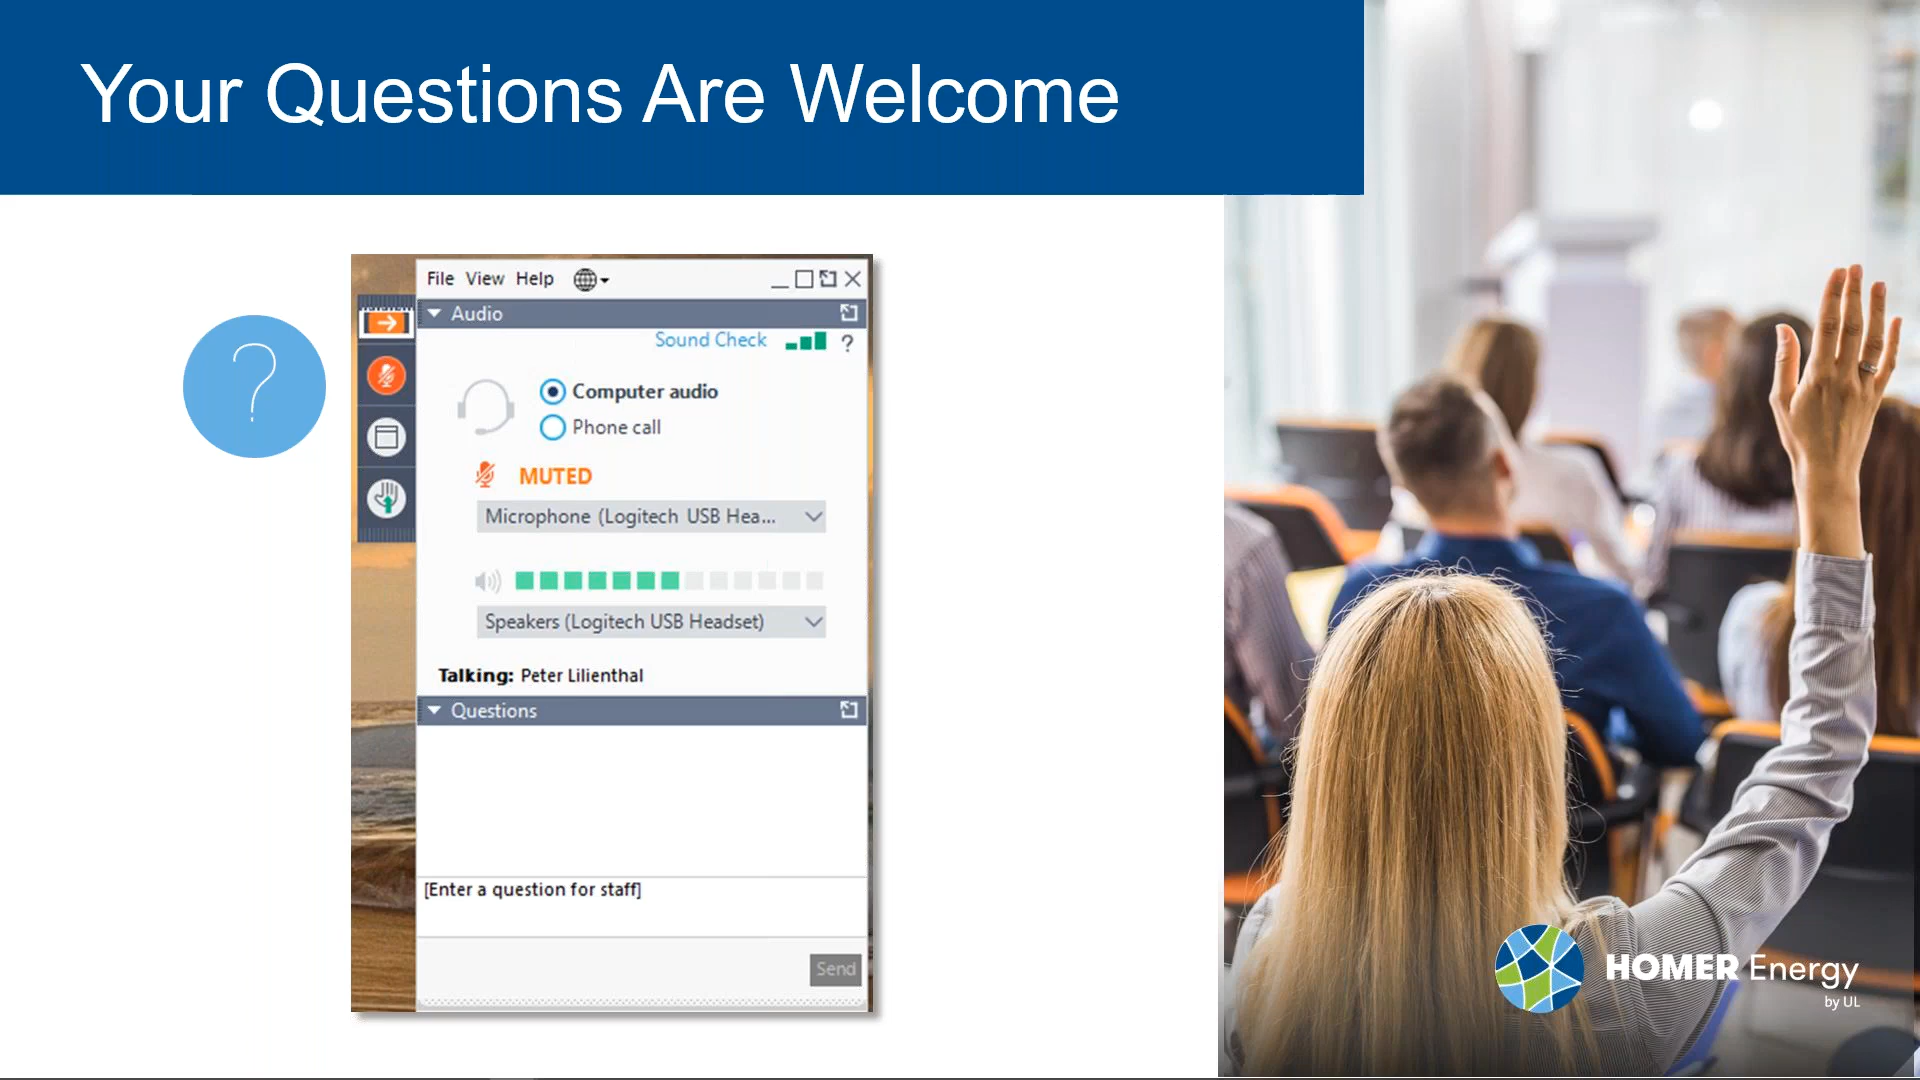 Your Questions Are Welcome
?
File View Help
Audio
Sound Check ?
Computer audio
Phone call
MUTED
Microphone (Logitech USB Hea...
Speakers (Logitech USB Headset)
Talking: Peter Lilienthal
Questions
[Enter a question for staff]
Send
HOMER Energy
by UL